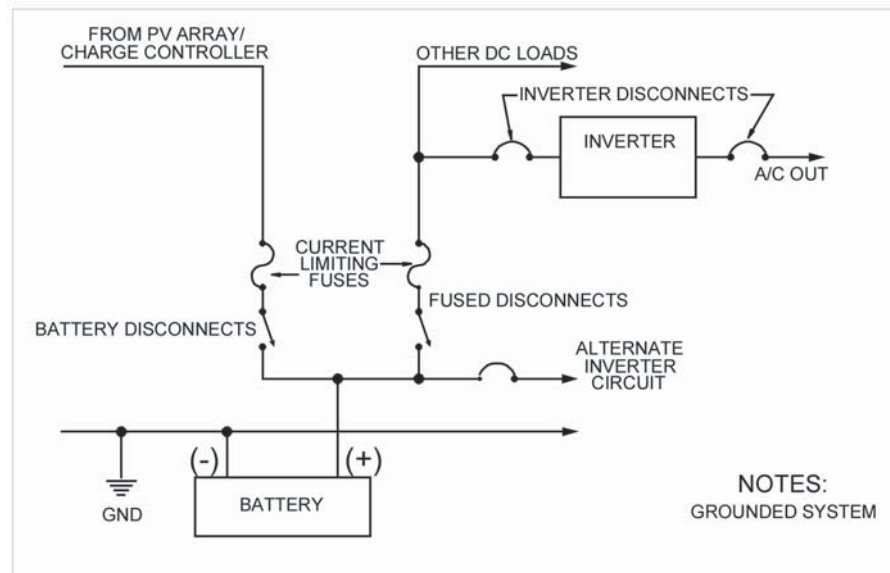 FROM PV ARRAY/
CHARGE CONTROLLER
OTHER DC LOADS
INVERTER DISCONNECTS
INVERTER
A/C OUT
CURRENT
LIMITING
FUSES
FUSED DISCONNECTS
BATTERY DISCONNECTS
ALTERNATE
INVERTER
CIRCUIT
(-)
(+)
BATTERY
GND
NOTES:
GROUNDED SYSTEM